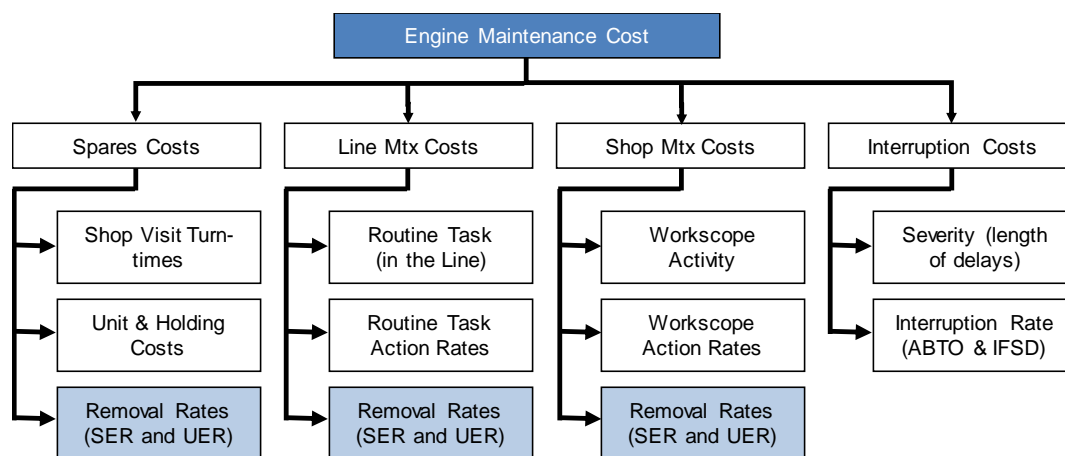 Engine Maintenance Cost
Spares Costs
Line Mtx Costs
Shop Mtx Costs
Interruption Costs
Shop Visit Turn-
times
Routine Task
(in the Line)
Workscope
Activity
Severity (length
of delays)
Unit & Holding
Costs
Routine Task
Action Rates
Workscope
Action Rates
Interruption Rate
(ABTO & IFSD)
Removal Rates
(SER and UER)
Removal Rates
(SER and UER)
Removal Rates
(SER and UER)